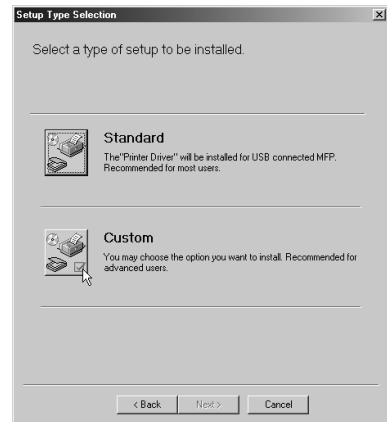 Setup Type Selection
Select a type of setup to be installed.
Standard
The"Printer Driver" will be installed for USB connected MFP.
Recommended for most users.
Custom
You may choose the option you want to install. Recommended for
advanced users.
< Back
Next >
Cancel